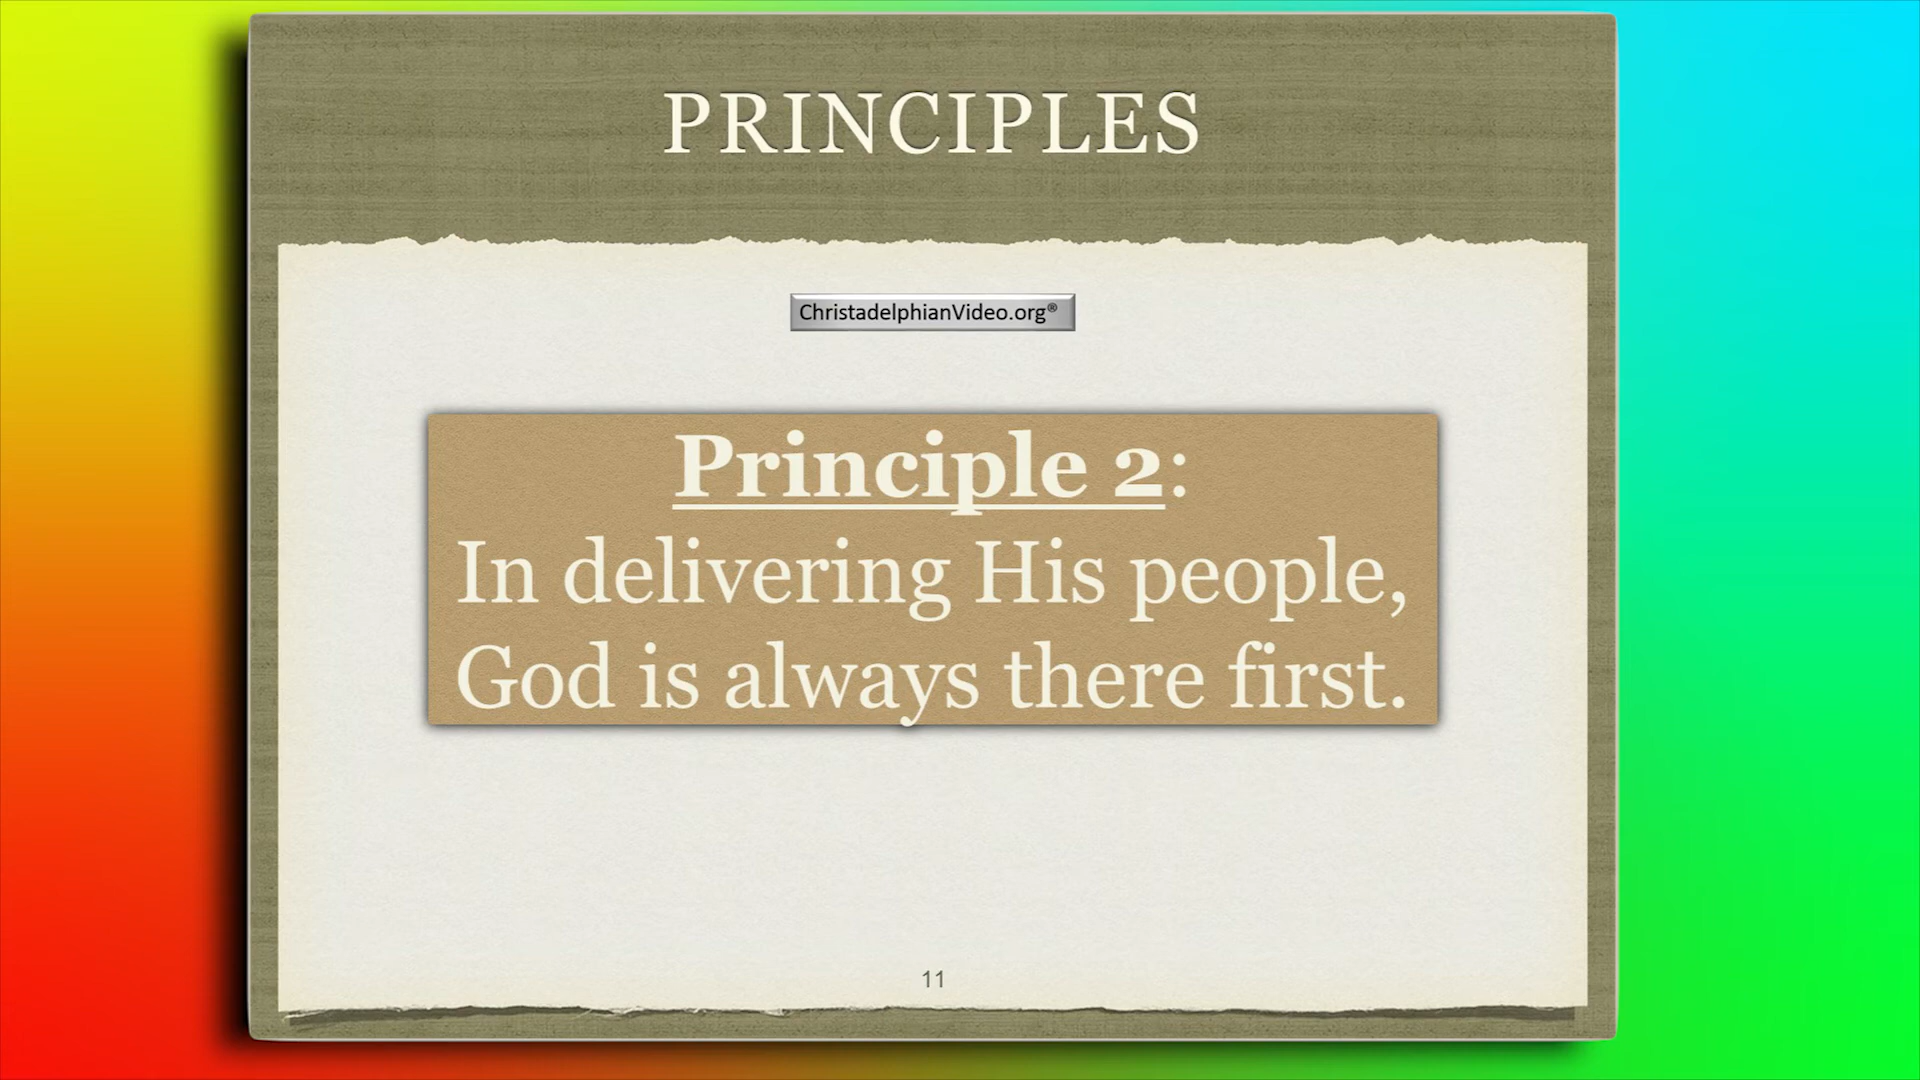 PRINCIPLES
ChristadelphianVideo.org®
Principle 2:
In delivering His people,
God is always there first.
11